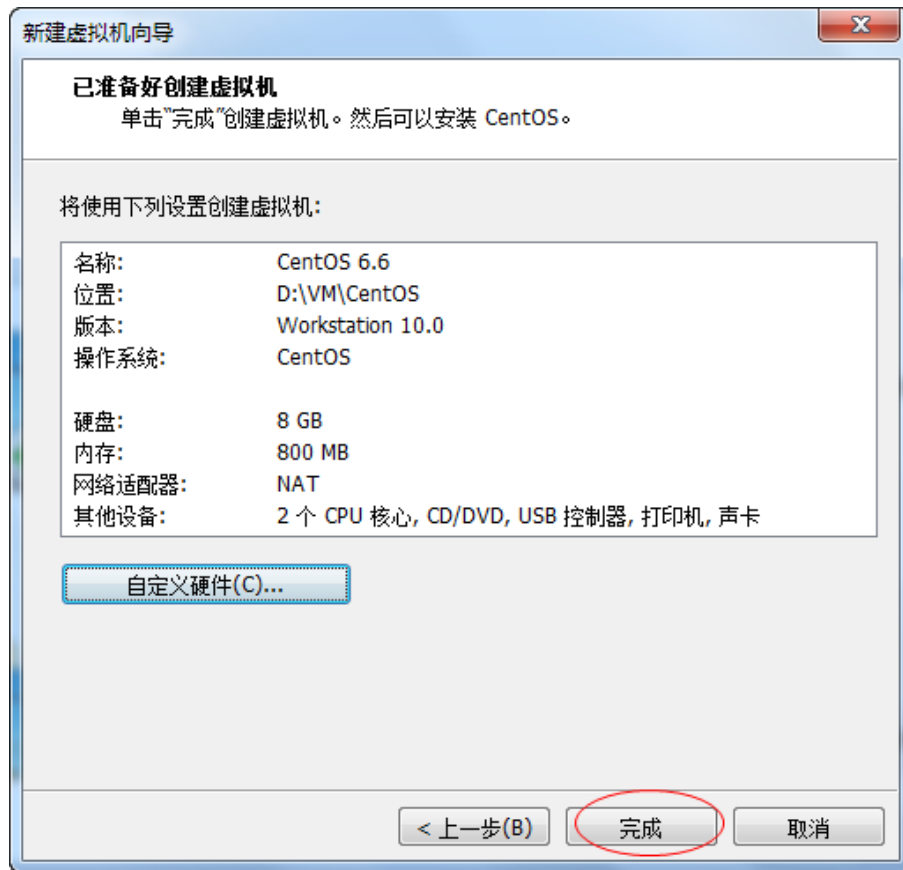 新建虚拟机向导
已准备好创建虚拟机
单击"完成"创建虚拟机。然后可以安装 CentOS。
将使用下列设置创建虚拟机:
名称: CentOS 6.6
位置: D:\VM\CentOS
版本: Workstation 10.0
操作系统: CentOS
硬盘: 8 GB
内存: 800 MB
网络适配器: NAT
其他设备: 2 个 CPU 核心, CD/DVD, USB 控制器, 打印机, 声卡
自定义硬件(C)...
< 上一步(B) 完成 取消